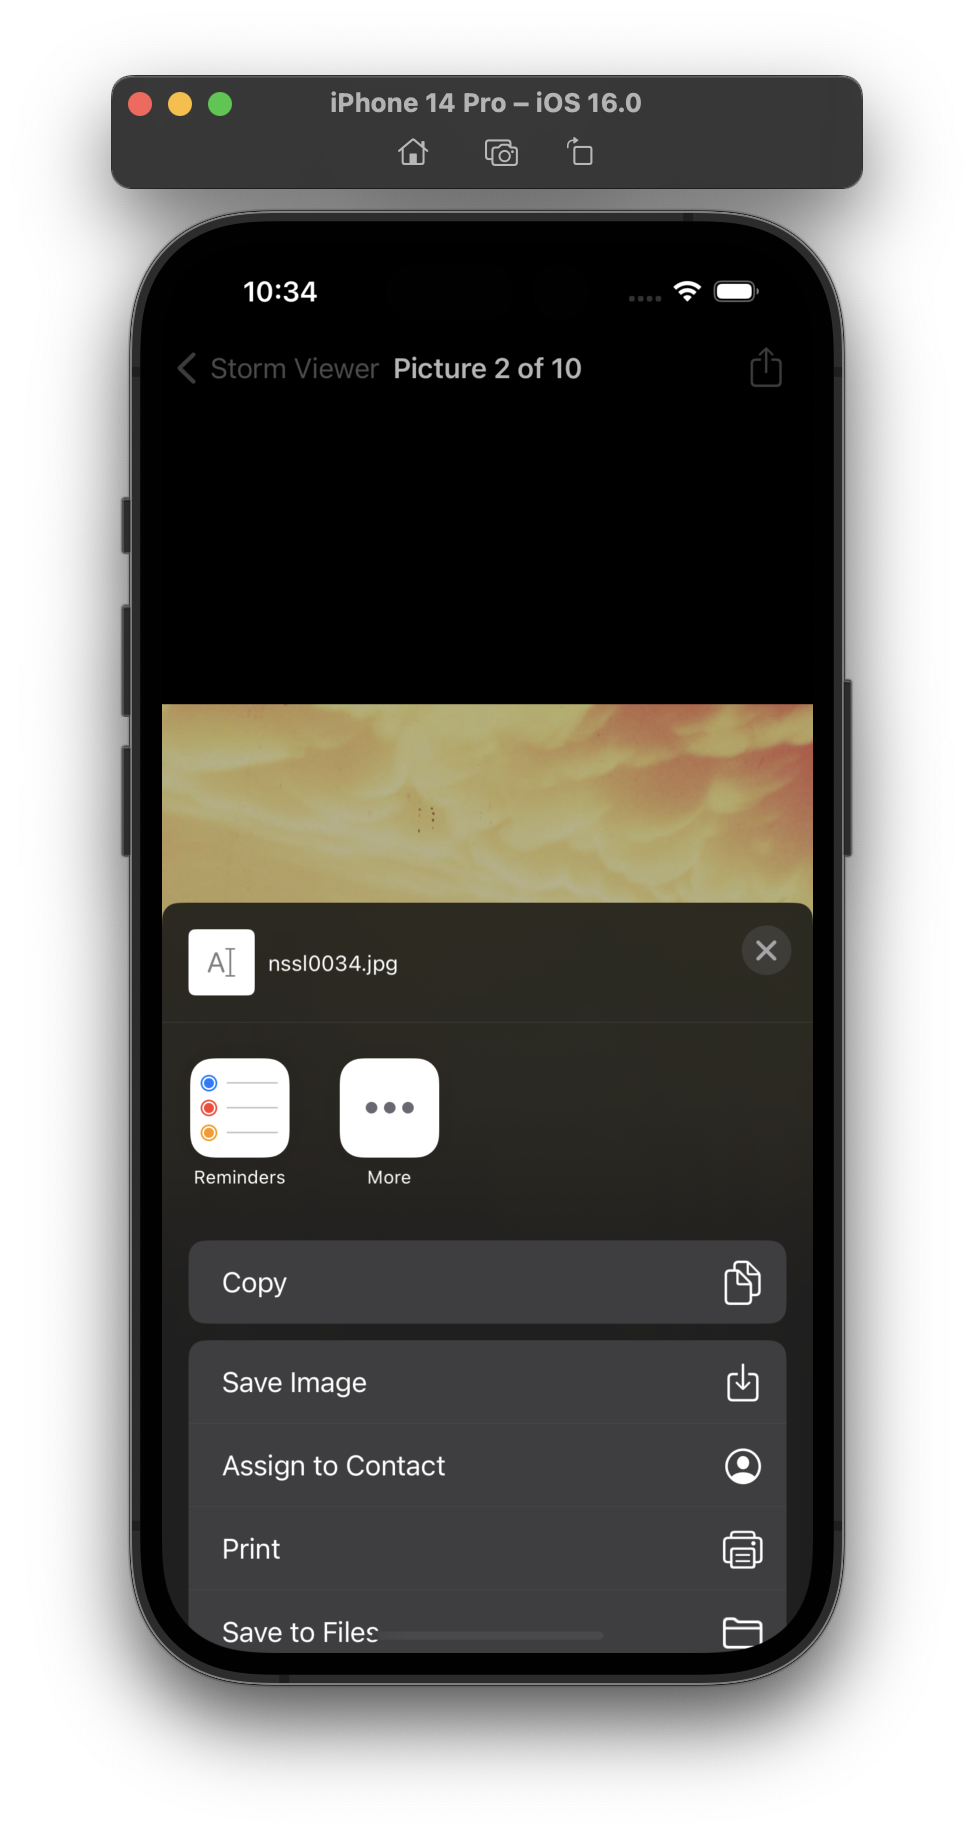 iPhone 14 Pro – iOS 16.0
10:34
Storm Viewer Picture 2 of 10
A
nssl0034.jpg
Reminders More
Copy
Save Image
Assign to Contact
Print
Save to Files